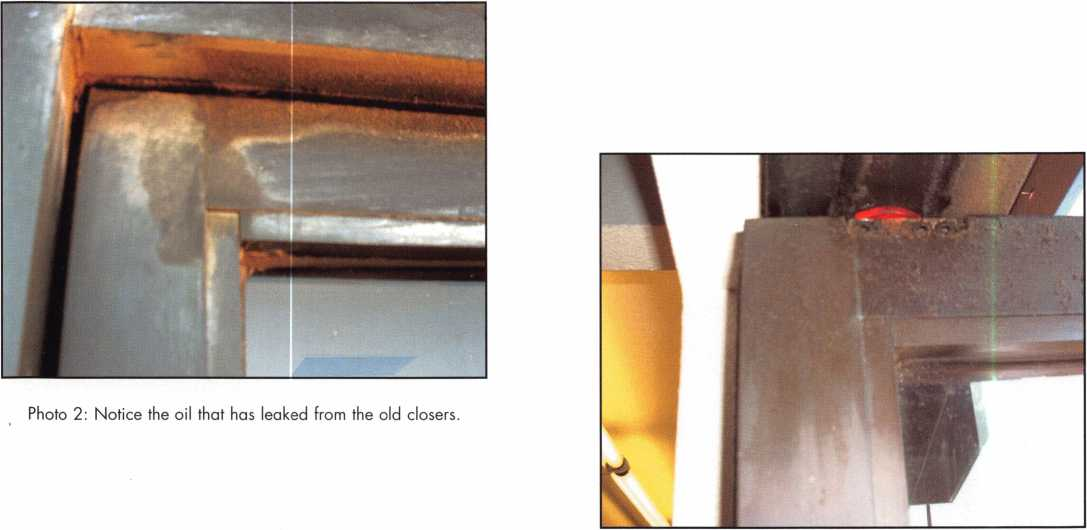 Photo 2: Notice the oil that has leaked from the old closers.